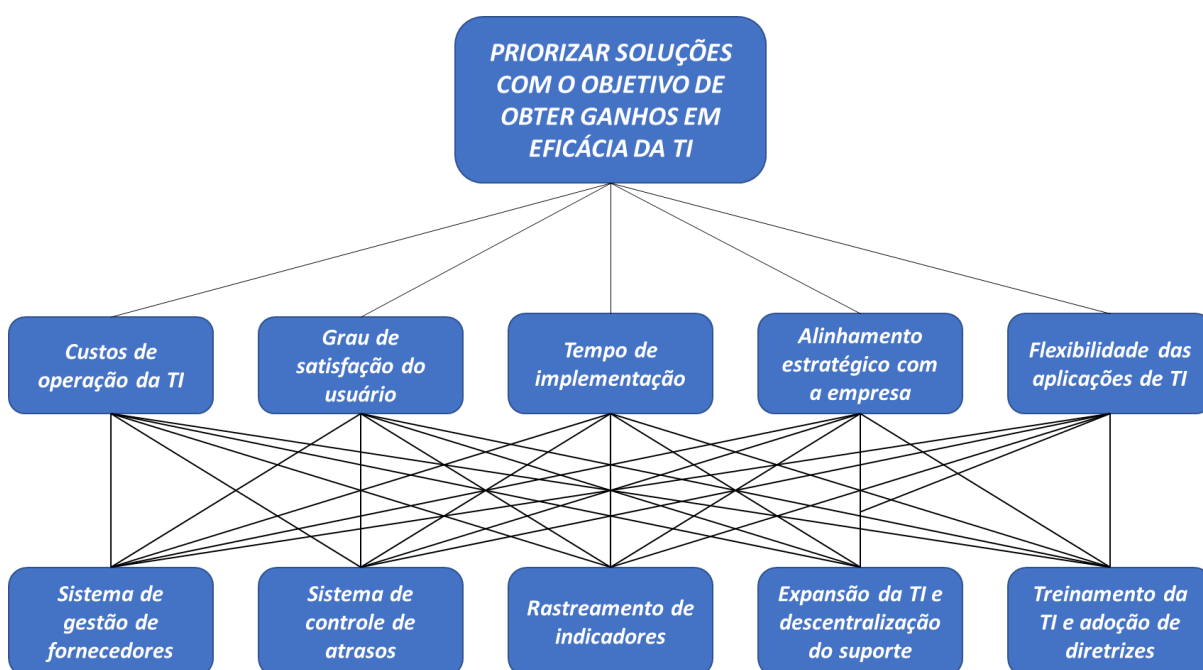 PRIORIZAR SOLUÇÕES
COM O OBJETIVO DE
OBTER GANHOS EM
EFICÁCIA DA TI
Custos de
operação da TI
Grau de
satisfação do
usuário
Tempo de
implementação
Alinhamento
estratégico com
a empresa
Flexibilidade das
aplicações de TI
Sistema de
gestão de
fornecedores
Sistema de
controle de
atrasos
Rastreamento de
indicadores
Expansão da TI e
descentralização
do suporte
Treinamento da
TI e adoção de
diretrizes